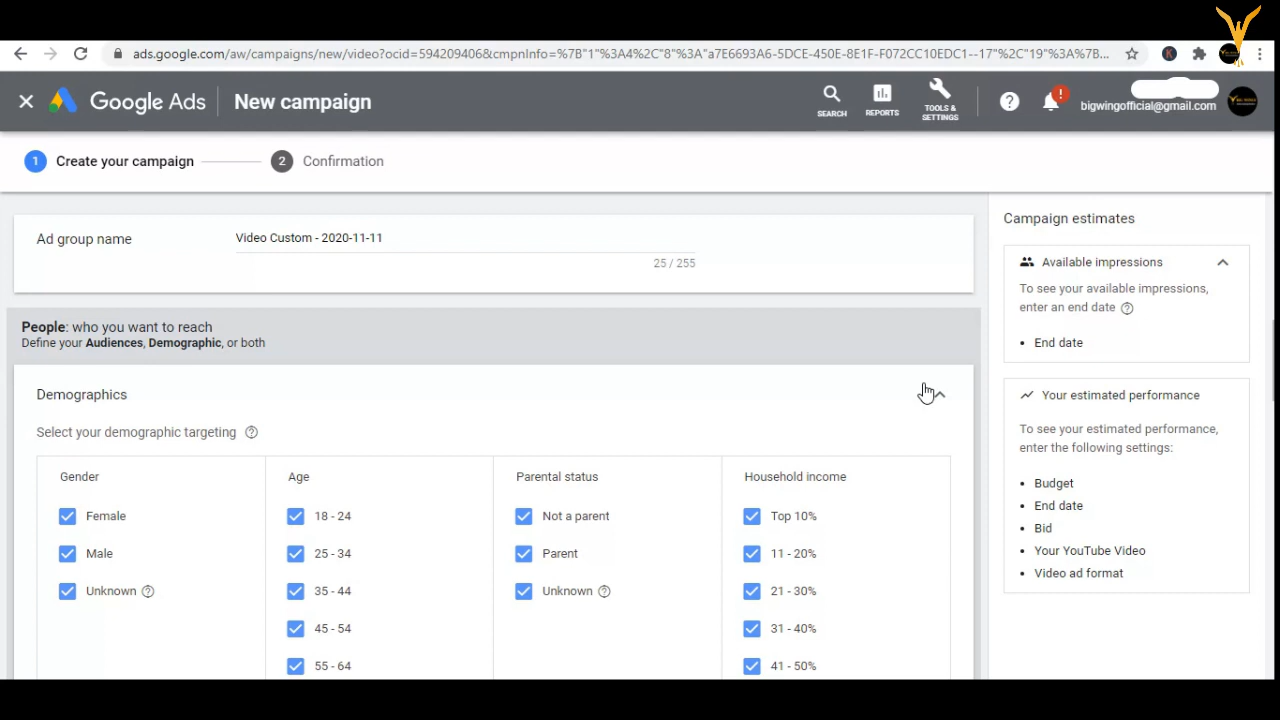 ads.google.com/aw/campaigns/new/video?ocid=594209406&cmpnInfo=%7B"1"%3A4%2C"8"%3A"a7E6693A6-5DCE-450E-8E1F-F072CC10EDC1--17"%2C"19"%3A%7B...
Google Ads
New campaign
SEARCH
REPORTS
TOOLS &
SETTINGS
bigwingofficial@gmail.com
1 Create your campaign
2 Confirmation
Ad group name
Video Custom - 2020-11-11
25 / 255
People: who you want to reach
Define your Audiences, Demographic, or both
Demographics
Select your demographic targeting
Gender
Female
Male
Unknown
Age
18 - 24
25 - 34
35 - 44
45 - 54
55 - 64
Parental status
Not a parent
Parent
Unknown
Household income
Top 10%
11 - 20%
21 - 30%
31 - 40%
41 - 50%
Campaign estimates
Available impressions
To see your available impressions,
enter an end date
• End date
Your estimated performance
To see your estimated performance,
enter the following settings:
• Budget
• End date
• Bid
• Your YouTube Video
• Video ad format